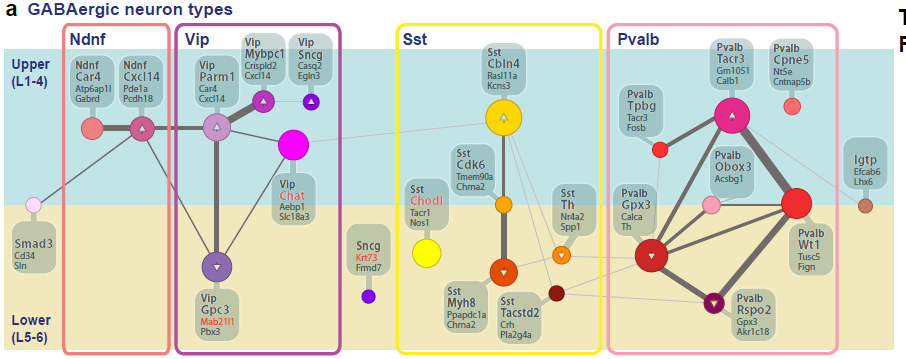 a GABAergic neuron types
T
F
Ndnf
Vip
Sst
Pvalb
Upper
(L1-4)
Lower
(L5-6)
Ndnf
Car4
Atp6ap1l
Gabrd
Ndnf
Cxcl14
Pde1a
Pcdh18
Smad3
Cd34
Sln
Vip
Parm1
Car4
Cxcl14
Vip
Mybpc1
Crispld2
Cxcl14
Vip
Sncg
Casq2
Egln3
Vip
Chat
Aebp1
Slc18a3
Vip
Gpc3
Mab21l1
Pbx3
Sncg
Krt73
Frmd7
Sst
Cbln4
Rasl11a
Kcns3
Sst
Cdk6
Tmem90a
Chrna2
Sst
Chodl
Tacr1
Nos1
Sst
Th
Nr4a2
Spp1
Sst
Myh8
Ppapdc1a
Chrna2
Sst
Tacstd2
Crh
Pla2g4a
Pvalb
Tpbg
Tacr3
Fosb
Pvalb
Tacr3
Gm1051
Calb1
Pvalb
Cpne5
Nt5e
Cntnap5b
Pvalb
Obox3
Acsbg1
Pvalb
Gpx3
Calca
Th
Pvalb
Wt1
Tusc5
Fign
Pvalb
Rspo2
Gpx3
Akr1c18
Igtp
Efcab6
Lhx6